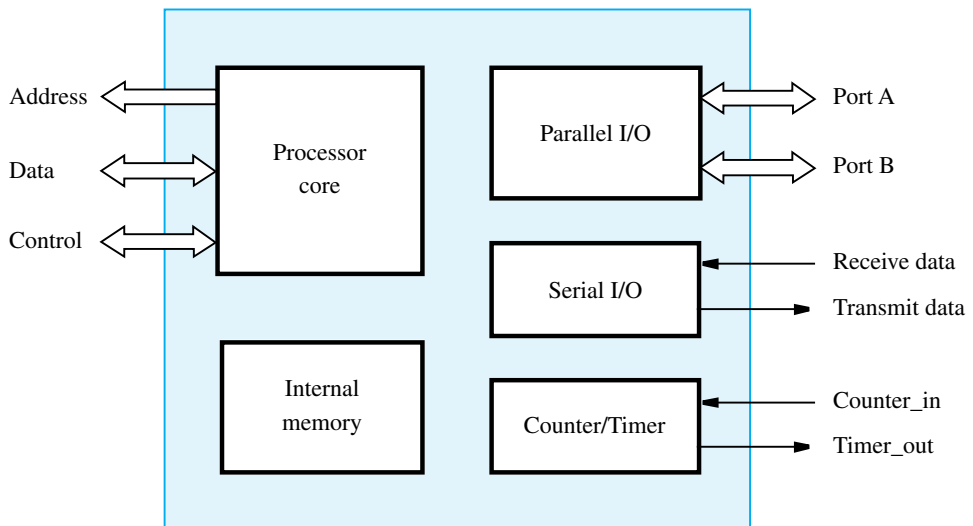 Address
Data
Control
Processor
core
Internal
memory
Parallel I/O
Serial I/O
Counter/Timer
Port A
Port B
Receive data
Transmit data
Counter_in
Timer_out